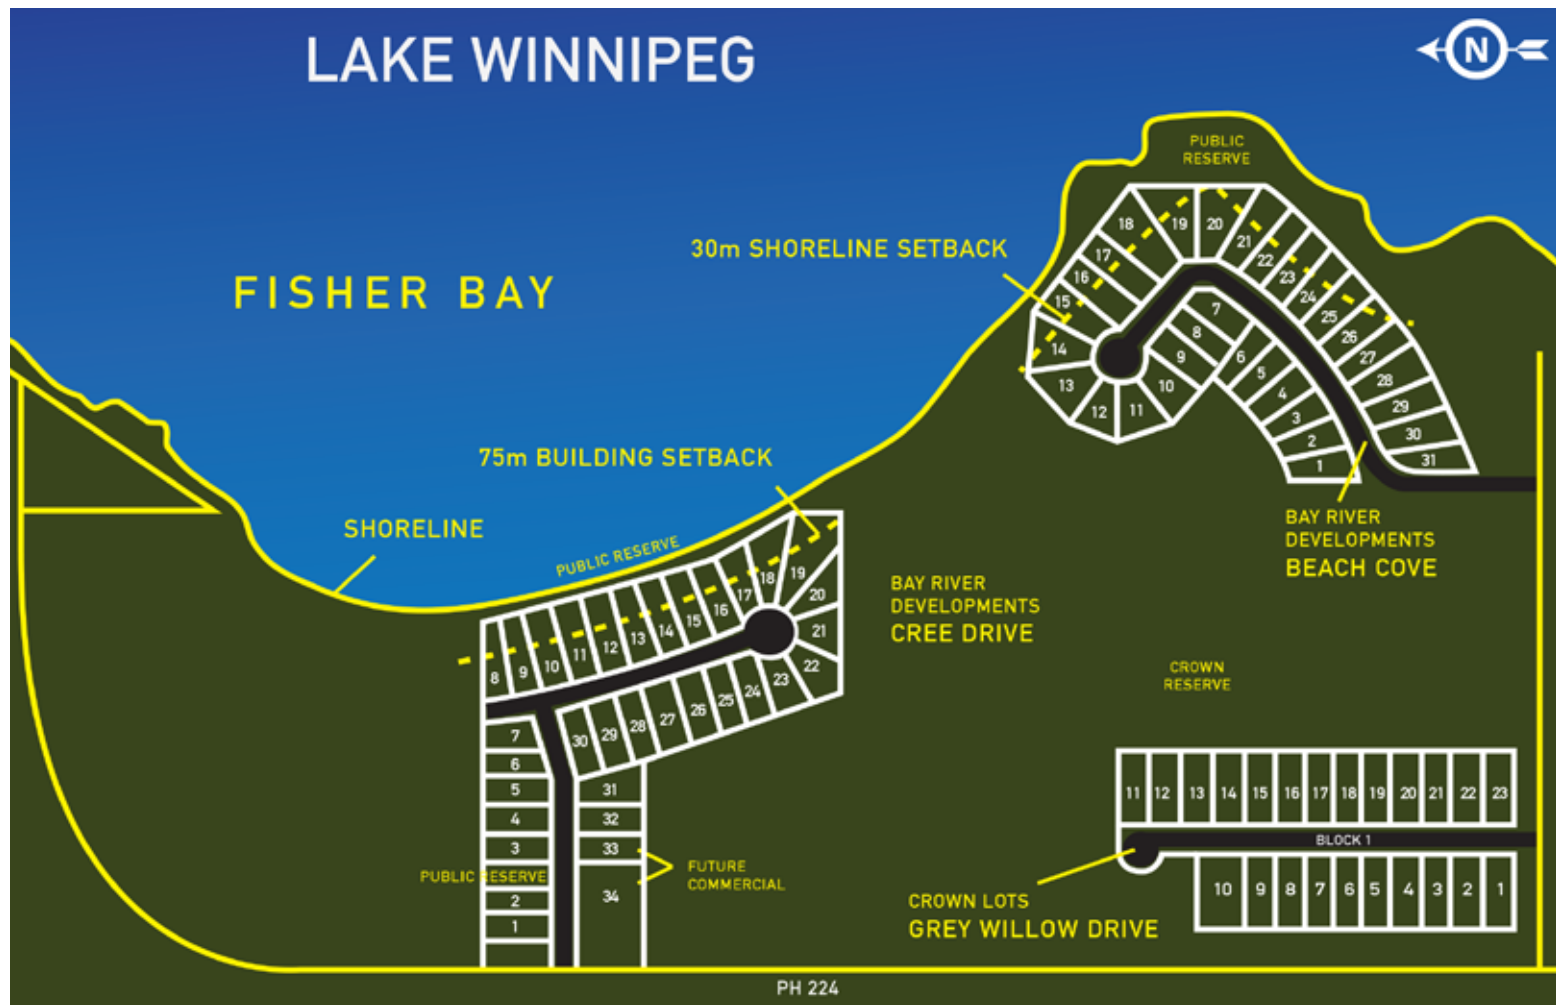 LAKE WINNIPEG
N
PUBLIC
RESERVE
FISHER BAY
30m SHORELINE SETBACK
18
19
20
21
22
23
24
25
26
27
28
29
30
31
17
16
15
14
13
12
11
10
9
8
7
6
5
4
3
2
1
75m BUILDING SETBACK
SHORELINE
PUBLIC RESERVE
BAY RIVER
DEVELOPMENTS
BEACH COVE
BAY RIVER
DEVELOPMENTS
CREE DRIVE
8
9
10
11
12
13
14
15
16
17
18
19
20
21
22
23
24
25
26
27
28
29
30
7
6
5
4
3
PUBLIC RESERVE
2
1
31
32
33
34
FUTURE
COMMERCIAL
CROWN
RESERVE
11 12 13 14 15 16 17 18 19 20 21 22 23
BLOCK 1
10 9 8 7 6 5 4 3 2 1
CROWN LOTS
GREY WILLOW DRIVE
PH 224